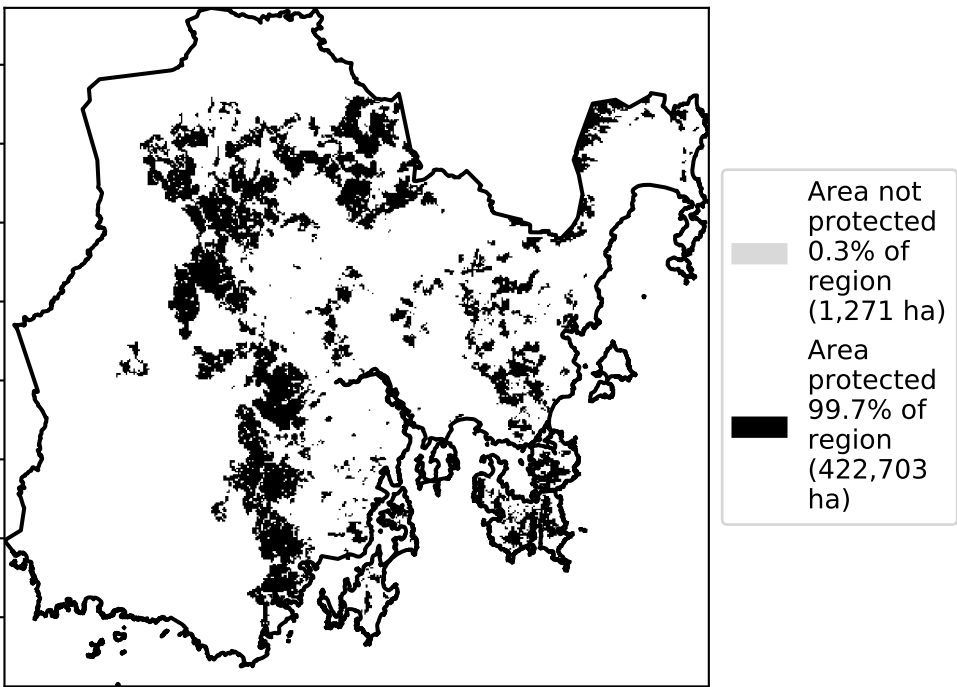 Area not
protected
0.3% of
region
(1,271 ha)
Area
protected
99.7% of
region
(422,703
ha)